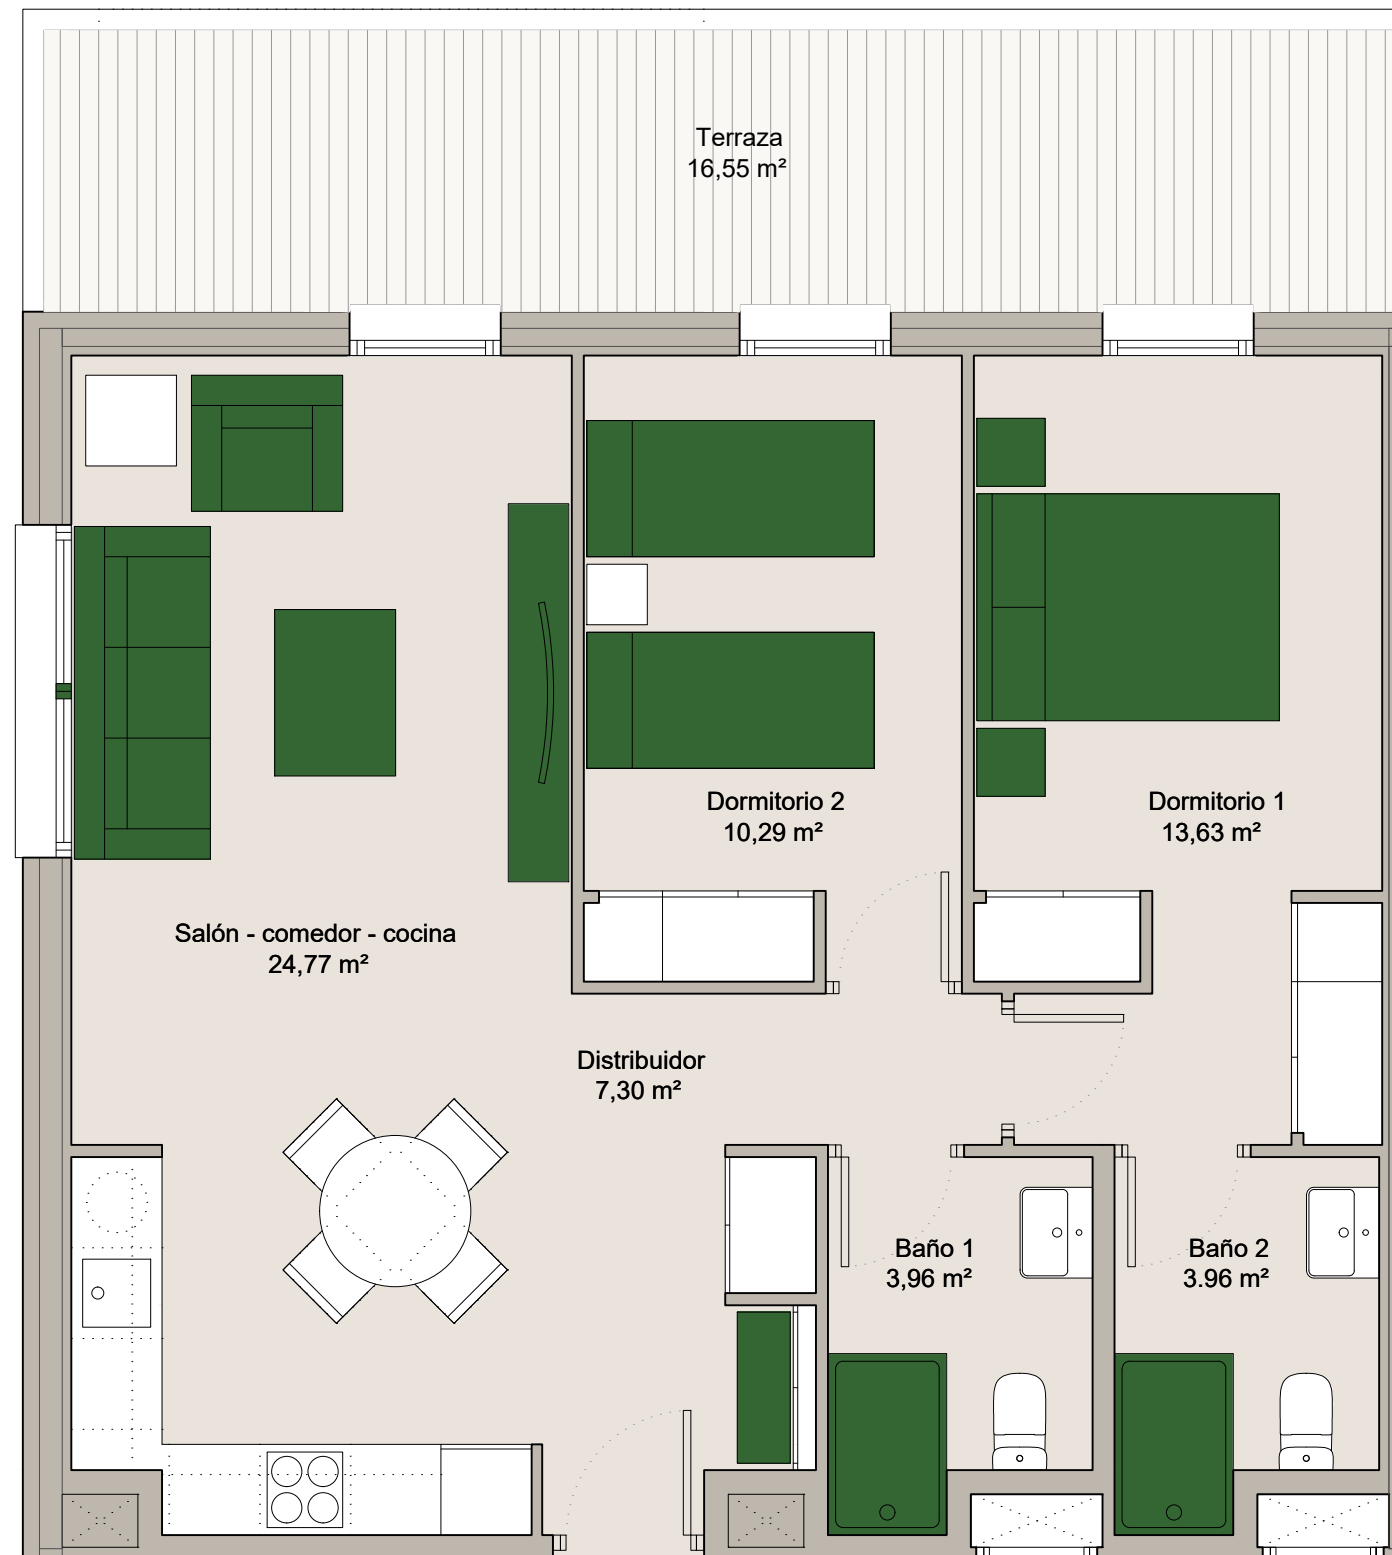 Terraza
16,55 m²
Dormitorio 2
10,29 m²
Dormitorio 1
13,63 m²
Salón - comedor - cocina
24,77 m²
Distribuidor
7,30 m²
Baño 1
3,96 m²
Baño 2
3.96 m²